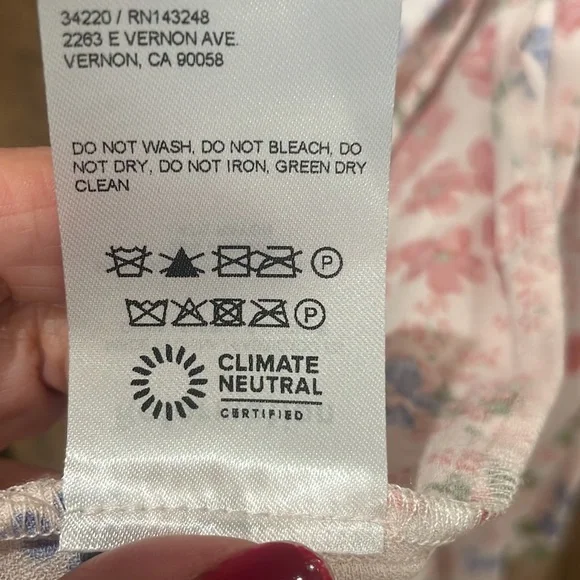 34220 / RN143248
2263 E VERNON AVE.
VERNON, CA 90058
DO NOT WASH, DO NOT BLEACH, DO
NOT DRY, DO NOT IRON, GREEN DRY
CLEAN
P
P
CLIMATE
NEUTRAL
CERTIFIED